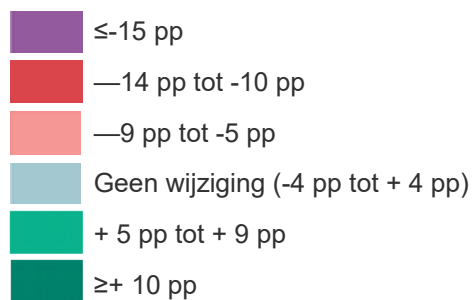 ≤-15 pp
—14 pp tot -10 pp
—9 pp tot -5 pp
Geen wijziging (-4 pp tot + 4 pp)
+ 5 pp tot + 9 pp
≥+ 10 pp